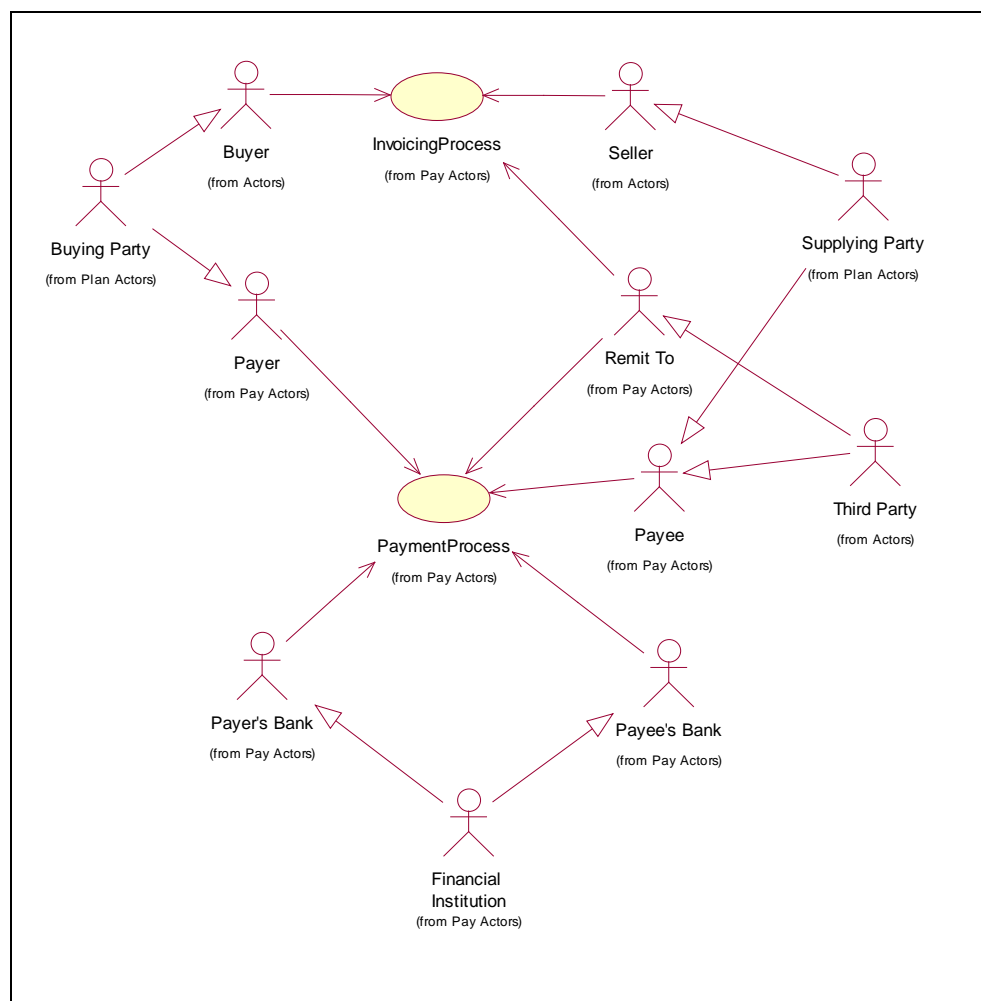 Buyer
(from Actors)
InvoicingProcess
(from Pay Actors)
Seller
(from Actors)
Buying Party
(from Plan Actors)
Supplying Party
(from Plan Actors)
Payer
(from Pay Actors)
Remit To
(from Pay Actors)
PaymentProcess
(from Pay Actors)
Payee
(from Pay Actors)
Third Party
(from Actors)
Payer's Bank
(from Pay Actors)
Payee's Bank
(from Pay Actors)
Financial
Institution
(from Pay Actors)